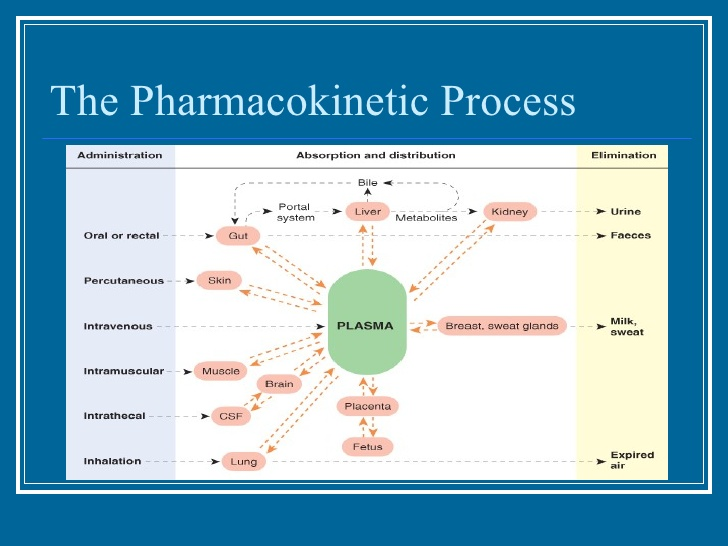 The Pharmacokinetic Process
Administration
Absorption and distribution
Elimination
Bile
Portal
system
Liver
Metabolites
Kidney
Urine
Oral or rectal
Gut
Faeces
Percutaneous
Skin
Intravenous
PLASMA
Breast, sweat glands
Milk,
sweat
Intramuscular
Muscle
Brain
Intrathecal
CSF
Placenta
Fetus
Inhalation
Lung
Expired
air